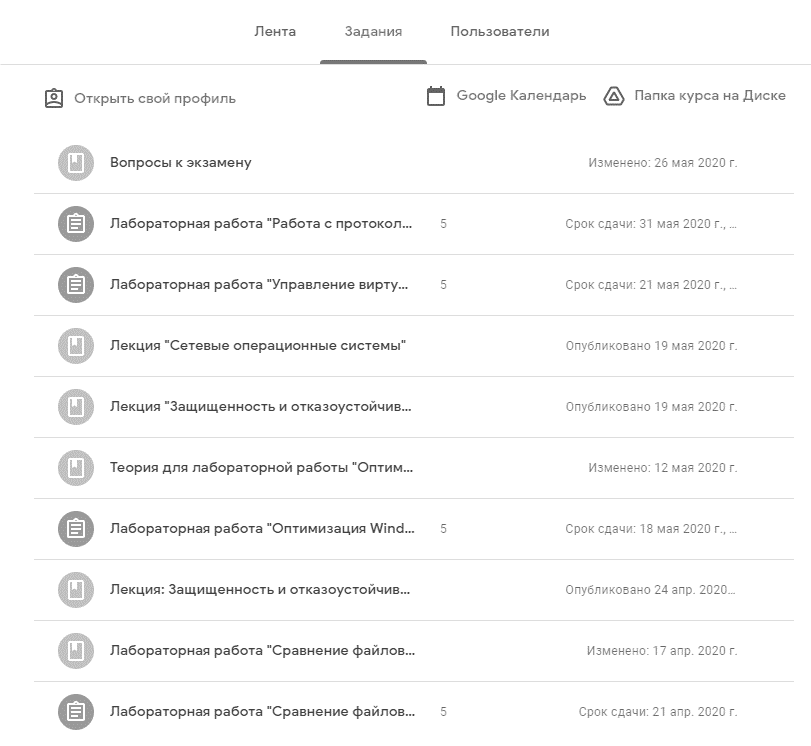 Лента Задания Пользователи
Открыть свой профиль Google Календарь Папка курса на Диске
Вопросы к экзамену Изменено: 26 мая 2020 г.
Лабораторная работа "Работа с протокол... 5 Срок сдачи: 31 мая 2020 г., ...
Лабораторная работа "Управление вирту... 5 Срок сдачи: 21 мая 2020 г., ...
Лекция "Сетевые операционные системы" Опубликовано 19 мая 2020 г.
Лекция "Защищенность и отказоустойчив... Опубликовано 19 мая 2020 г.
Теория для лабораторной работы "Оптим... Изменено: 12 мая 2020 г.
Лабораторная работа "Оптимизация Wind... 5 Срок сдачи: 18 мая 2020 г., ...
Лекция: Защищенность и отказоустойчив... Опубликовано 24 апр. 2020...
Лабораторная работа "Сравнение файлов... Изменено: 17 апр. 2020 г.
Лабораторная работа "Сравнение файлов... 5 Срок сдачи: 21 апр. 2020 г.